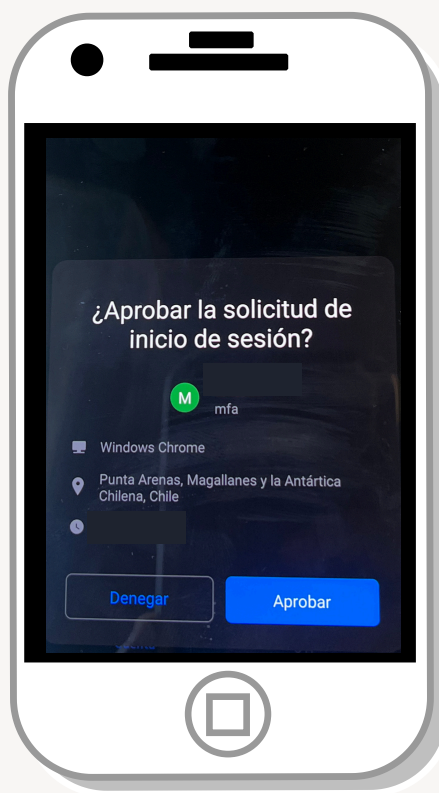 ¿Aprobar la solicitud de
inicio de sesión?
M
mfa
Windows Chrome
Punta Arenas, Magallanes y la Antártica
Chilena, Chile
Denegar
Aprobar